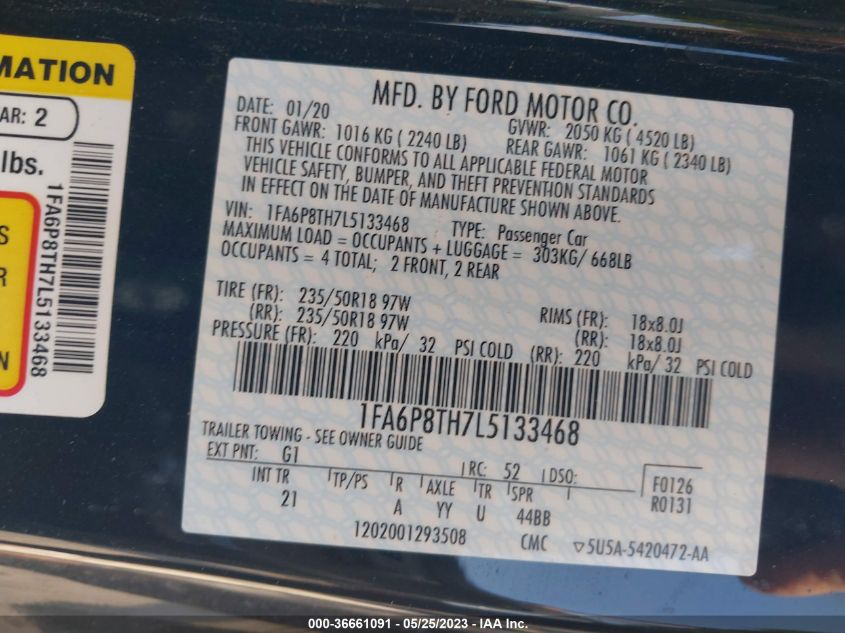 MATION
AR: 2
lbs.
S
R
N
1FA6P8TH7L5133468
MFD. BY FORD MOTOR CO.
DATE: 01/20 GVWR: 2050 KG ( 4520 LB)
FRONT GAWR: 1016 KG ( 2240 LB) REAR GAWR: 1061 KG ( 2340 LB)
THIS VEHICLE CONFORMS TO ALL APPLICABLE FEDERAL MOTOR
VEHICLE SAFETY, BUMPER, AND THEFT PREVENTION STANDARDS
IN EFFECT ON THE DATE OF MANUFACTURE SHOWN ABOVE.
VIN: 1FA6P8TH7L5133468 TYPE: Passenger Car
MAXIMUM LOAD = OCCUPANTS + LUGGAGE = 303KG/ 668LB
OCCUPANTS = 4 TOTAL; 2 FRONT, 2 REAR
TIRE (FR): 235/50R18 97W RIMS (FR): 18x8.0J
(RR): 235/50R18 97W (RR): 18x8.0J
PRESSURE (FR): 220 kPa/ 32 PSI COLD (RR): 220 kPa/ 32 PSI COLD
1FA6P8TH7L5133468
TRAILER TOWING - SEE OWNER GUIDE
EXT PNT: G1 RC: 52 DSO:
F0126
R0131
INT TR TP/PS R AXLE TR SPR
21 A YY U 44BB
1202001293508 CMC ▽5U5A-5420472-AA
000-36661091 - 05/25/2023 - IAA Inc.